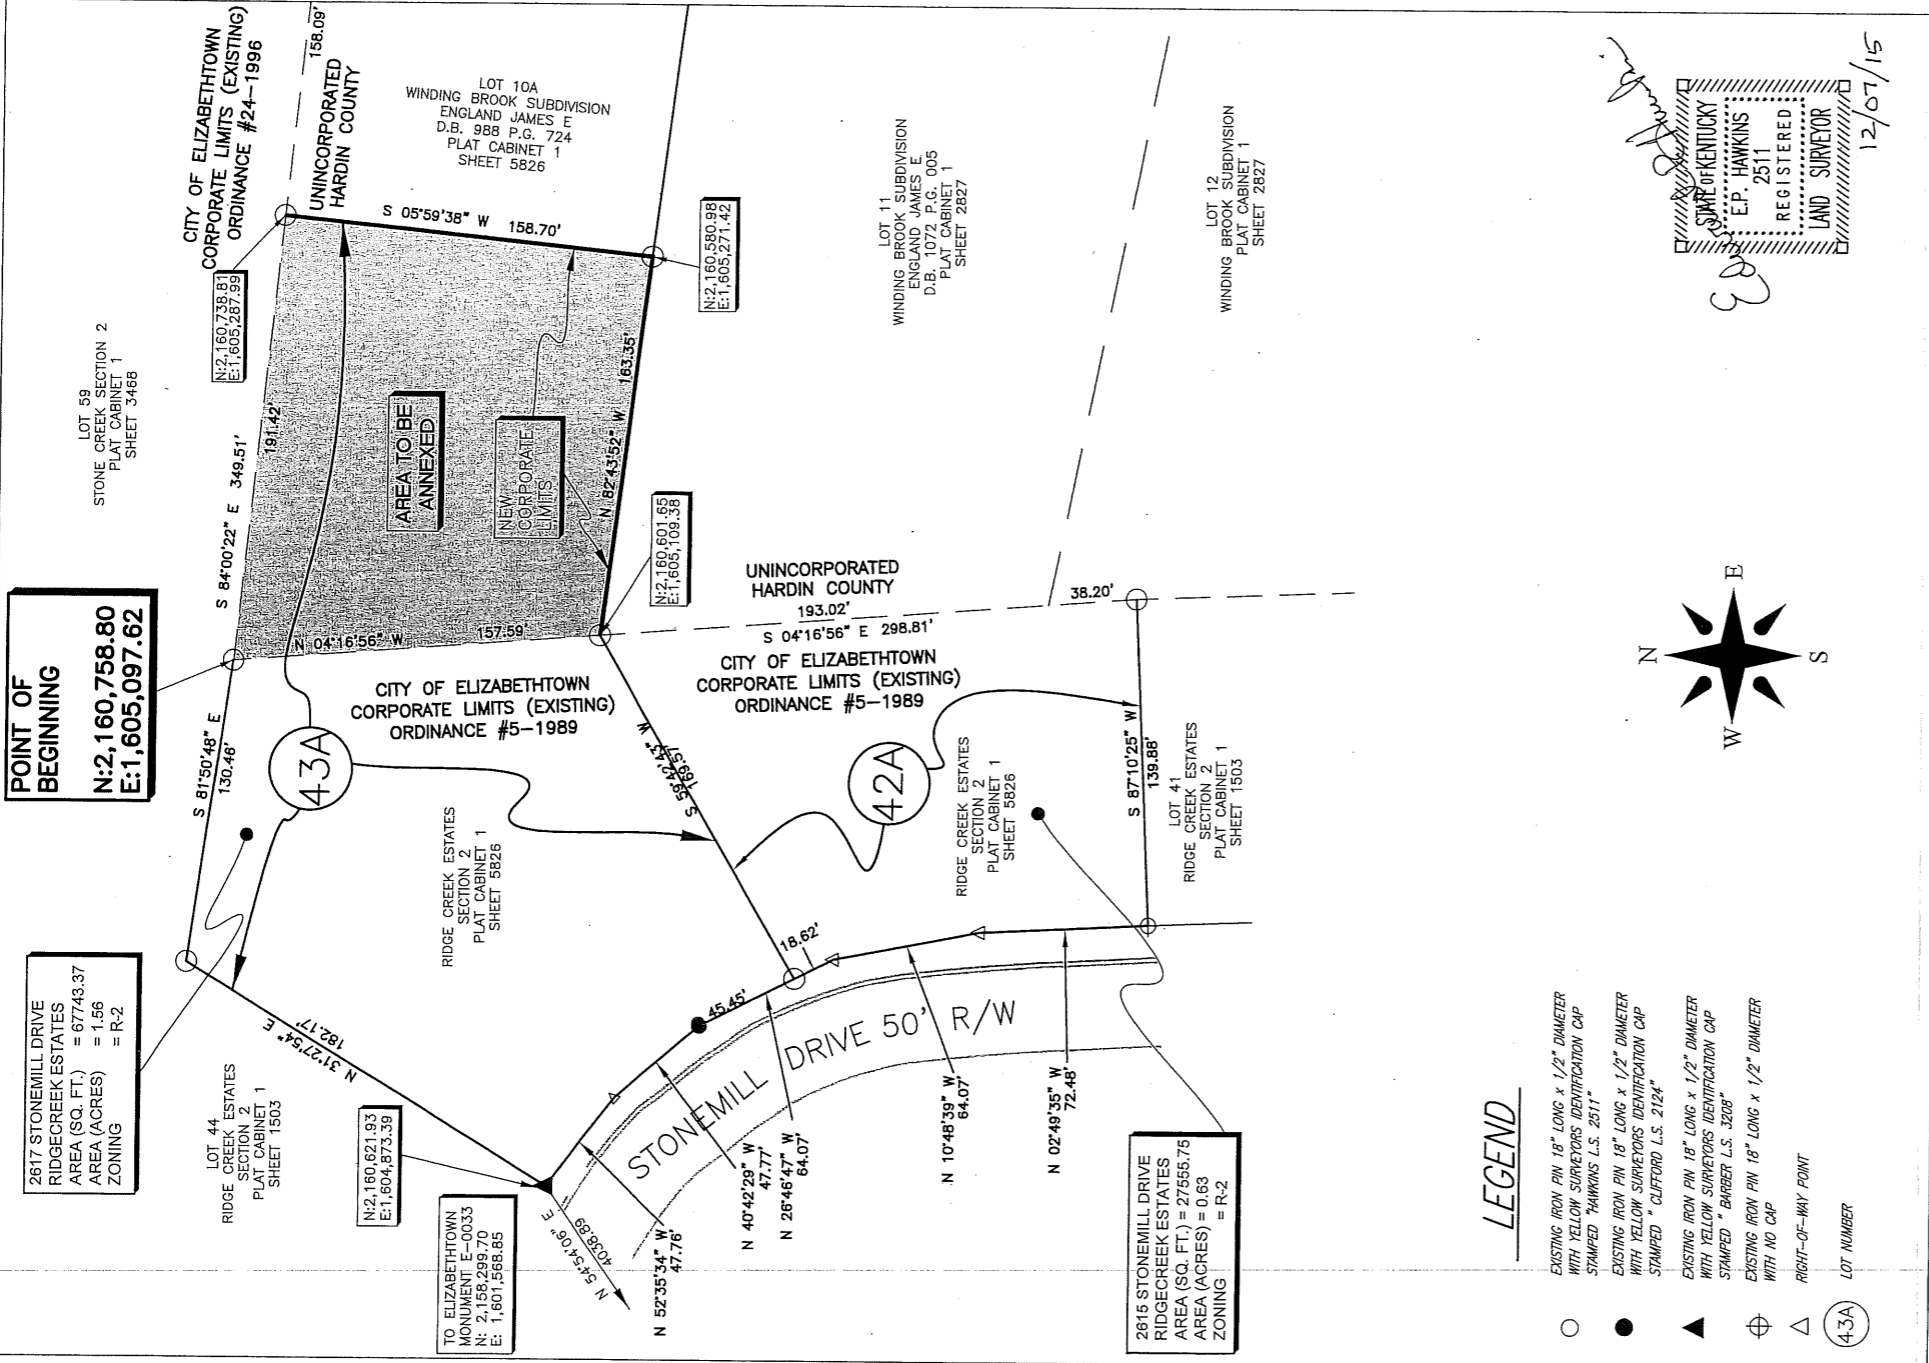 POINT OF
BEGINNING
N:2,160,758.80
E:1,605,097.62
LOT 59
STONE CREEK SECTION 2
PLAT CABINET 1
SHEET 3468
CITY OF ELIZABETHTOWN
CORPORATE LIMITS (EXISTING)
ORDINANCE #24-1996
158.09'
UNINCORPORATED
HARDIN COUNTY
LOT 10A
WINDING BROOK SUBDIVISION
ENGLAND JAMES E
D.B. 988 P.G. 724
PLAT CABINET 1
SHEET 5826
N:2,160,738.81
E:1,605,287.99
S 84°00'22" E 349.51'
191.42'
S 05°59'38" W 158.70'
AREA TO BE
ANNEXED
NEW
CORPORATE
LIMITS
N 82°43'52" W 163.35'
N:2,160,580.98
E:1,605,271.42
N:2,160,601.65
E:1,605,109.38
N 04°16'56" W 157.59'
2617 STONEMILL DRIVE
RIDGECREEK ESTATES
AREA (SQ. FT.) = 67743.37
AREA (ACRES) = 1.56
ZONING = R-2
S 81°50'48" E
130.46'
43A
CITY OF ELIZABETHTOWN
CORPORATE LIMITS (EXISTING)
ORDINANCE #5-1989
LOT 44
RIDGE CREEK ESTATES
SECTION 2
PLAT CABINET 1
SHEET 1503
N 31°27'54" E
182.17'
RIDGE CREEK ESTATES
SECTION 2
PLAT CABINET 1
SHEET 5826
S 59°42'43" W
169.57'
N:2,160,621.93
E:1,604,873.39
TO ELIZABETHTOWN
MONUMENT E-0033
N: 2,158,299.70
E: 1,601,568.85
N 54°54'06" E
4038.89
N 52°35'34" W
47.76'
N 40°42'29" W
47.77'
N 26°46'47" W
64.07'
45.45'
18.62'
STONEMILL DRIVE 50' R/W
N 10°48'39" W
64.07'
N 02°49'35" W
72.48'
UNINCORPORATED
HARDIN COUNTY
193.02'
S 04°16'56" E 298.81'
38.20'
CITY OF ELIZABETHTOWN
CORPORATE LIMITS (EXISTING)
ORDINANCE #5-1989
42A
RIDGE CREEK ESTATES
SECTION 2
PLAT CABINET 1
SHEET 5826
S 87°10'25" W
139.88'
LOT 41
RIDGE CREEK ESTATES
SECTION 2
PLAT CABINET 1
SHEET 1503
LOT 11
WINDING BROOK SUBDIVISION
ENGLAND JAMES E.
D.B. 1072 P.G. 005
PLAT CABINET 1
SHEET 2827
LOT 12
WINDING BROOK SUBDIVISION
PLAT CABINET 1
SHEET 2827
2615 STONEMILL DRIVE
RIDGECREEK ESTATES
AREA (SQ. FT.) = 27555.75
AREA (ACRES) = 0.63
ZONING = R-2
N
E
S
W
STATE OF KENTUCKY
E.P. HAWKINS
2511
REGISTERED
LAND SURVEYOR
12/07/15
LEGEND
EXISTING IRON PIN 18" LONG x 1/2" DIAMETER
WITH YELLOW SURVEYORS IDENTIFICATION CAP
STAMPED "HAWKINS L.S. 2511"
EXISTING IRON PIN 18" LONG x 1/2" DIAMETER
WITH YELLOW SURVEYORS IDENTIFICATION CAP
STAMPED " CLIFFORD L.S. 2124"
EXISTING IRON PIN 18" LONG x 1/2" DIAMETER
WITH YELLOW SURVEYORS IDENTIFICATION CAP
STAMPED " BARBER L.S. 3208"
EXISTING IRON PIN 18" LONG x 1/2" DIAMETER
WITH NO CAP
RIGHT-OF-WAY POINT
43A LOT NUMBER